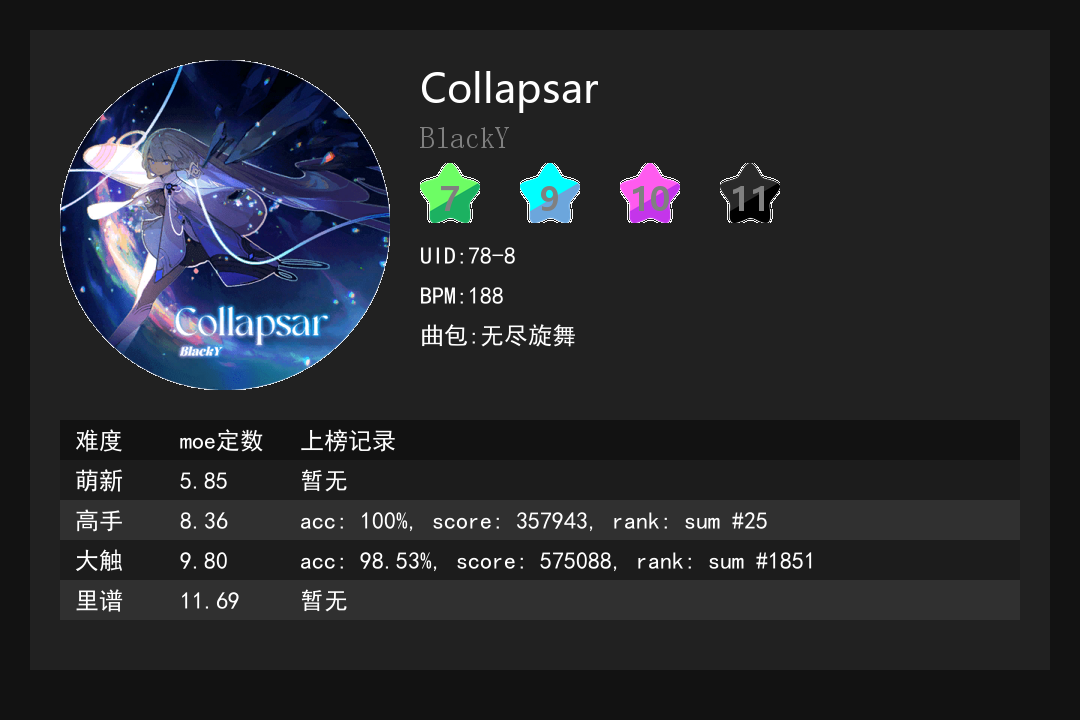 Collapsar
BlackY
7 9 10 11
UID:78-8
BPM:188
曲包:无尽旋舞
Collapsar
BlackY
难度 moe定数 上榜记录
萌新 5.85 暂无
高手 8.36 acc: 100%, score: 357943, rank: sum #25
大触 9.80 acc: 98.53%, score: 575088, rank: sum #1851
里谱 11.69 暂无